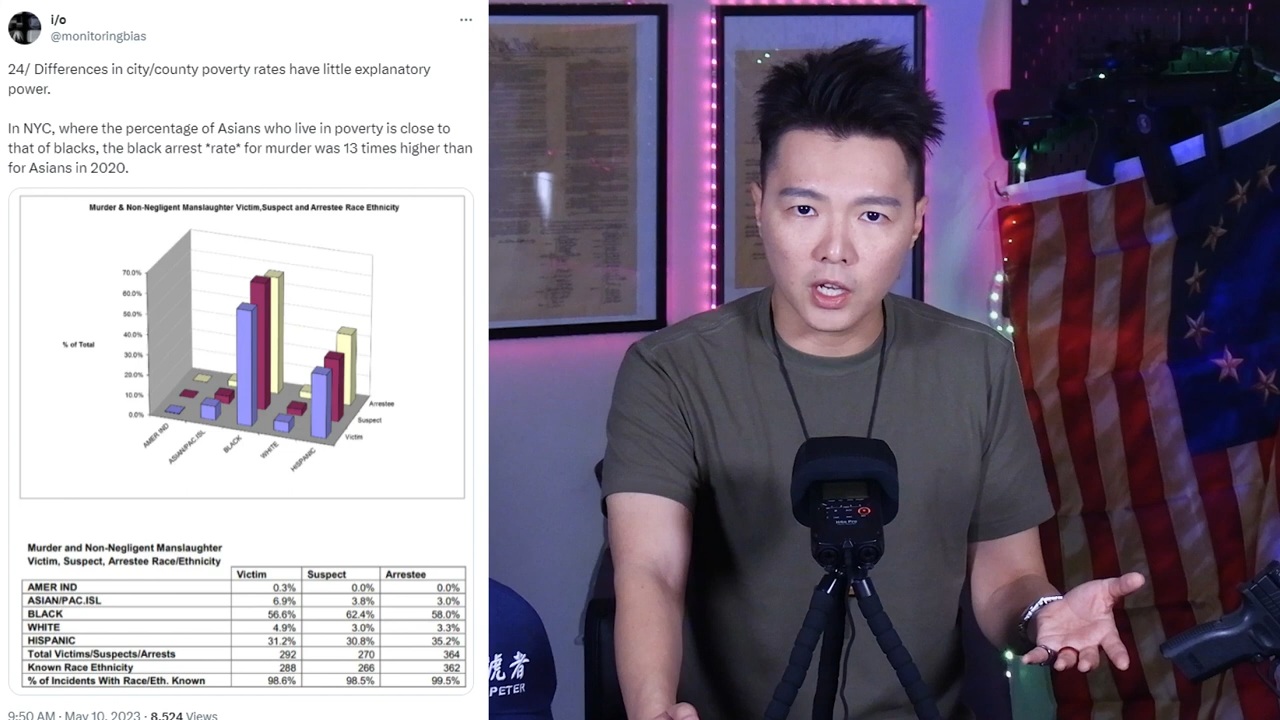 i/o
@monitoringbias
24/ Differences in city/county poverty rates have little explanatory
power.
In NYC, where the percentage of Asians who live in poverty is close to
that of blacks, the black arrest *rate* for murder was 13 times higher than
for Asians in 2020.
Murder & Non-Negligent Manslaughter Victim,Suspect and Arrestee Race Ethnicity
70.0%
60.0%
50.0%
40.0%
30.0%
20.0%
10.0%
0.0%
% of Total
AMER IND
ASIAN/PAC.ISL
BLACK
WHITE
HISPANIC
Arrestee
Suspect
Victim
Murder and Non-Negligent Manslaughter
Victim, Suspect, Arrestee Race/Ethnicity
Victim Suspect Arrestee
AMER IND 0.3% 0.0% 0.0%
ASIAN/PAC.ISL 6.9% 3.8% 3.0%
BLACK 56.6% 62.4% 58.0%
WHITE 4.9% 3.0% 3.3%
HISPANIC 31.2% 30.8% 35.2%
Total Victims/Suspects/Arrests 292 270 364
Known Race Ethnicity 288 266 362
% of Incidents With Race/Eth. Known 98.6% 98.5% 99.5%
9:50 AM · May 10, 2023 · 8,524 Views
虎者
PETER